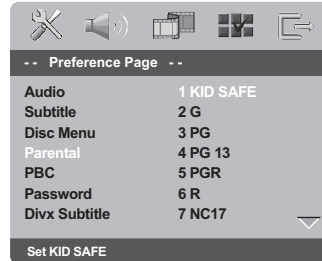 -- Preference Page --
Audio 1 KID SAFE
Subtitle 2 G
Disc Menu 3 PG
Parental 4 PG 13
PBC 5 PGR
Password 6 R
Divx Subtitle 7 NC17
Set KID SAFE